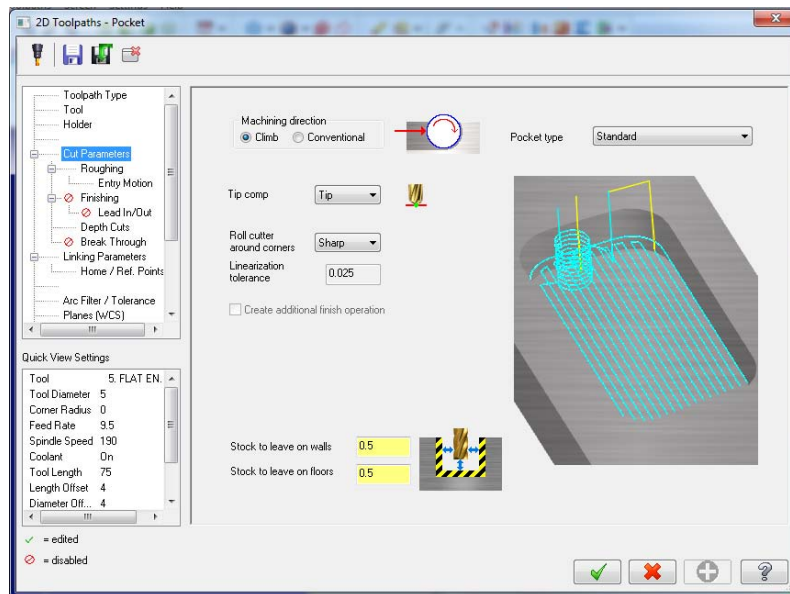 2D Toolpaths - Pocket
Toolpath Type
Tool
Holder
Cut Parameters
Roughing
Entry Motion
Finishing
Lead In/Out
Depth Cuts
Break Through
Linking Parameters
Home / Ref. Points
Arc Filter / Tolerance
Planes (WCS)
Quick View Settings
Tool 5. FLAT EN.
Tool Diameter 5
Corner Radius 0
Feed Rate 9.5
Spindle Speed 190
Coolant On
Tool Length 75
Length Offset 4
Diameter Off... 4
= edited
= disabled
Machining direction
Climb Conventional
Pocket type Standard
Tip comp Tip
Roll cutter
around corners Sharp
Linearization
tolerance 0.025
Create additional finish operation
Stock to leave on walls 0.5
Stock to leave on floors 0.5